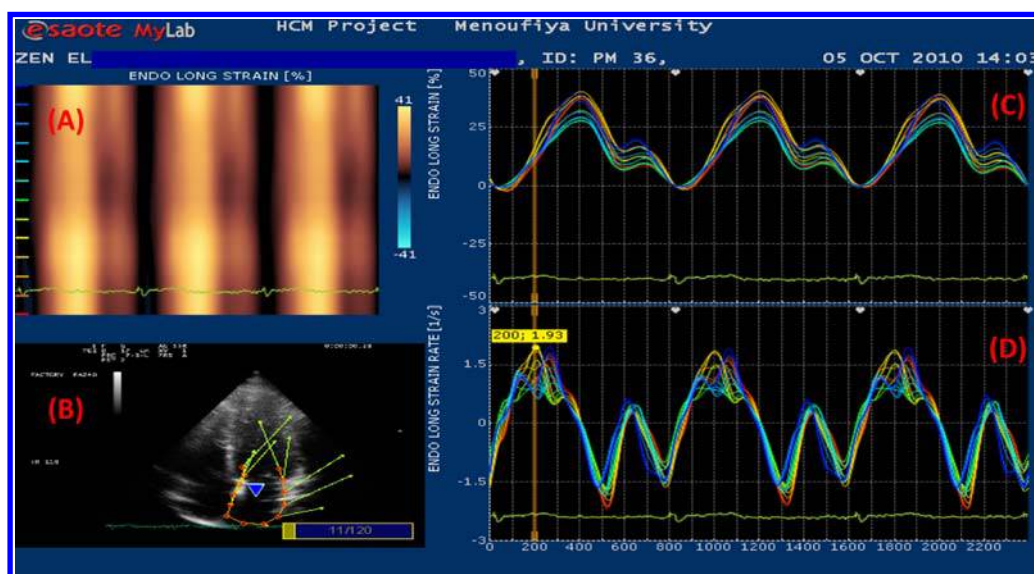 esaote MyLab HCM Project Menoufiya University
ZEN EL , ID: PM 36, 05 OCT 2010 14:03
ENDO LONG STRAIN [%]
(A)
41
-41
ENDO LONG STRAIN [%]
50
25
0
-25
-50
(C)
(B)
11/120
ENDO LONG STRAIN RATE [1/s]
3
1.5
0
-1.5
-3
200; 1.93
(D)
0 200 400 600 800 1000 1200 1400 1600 1800 2000 2200